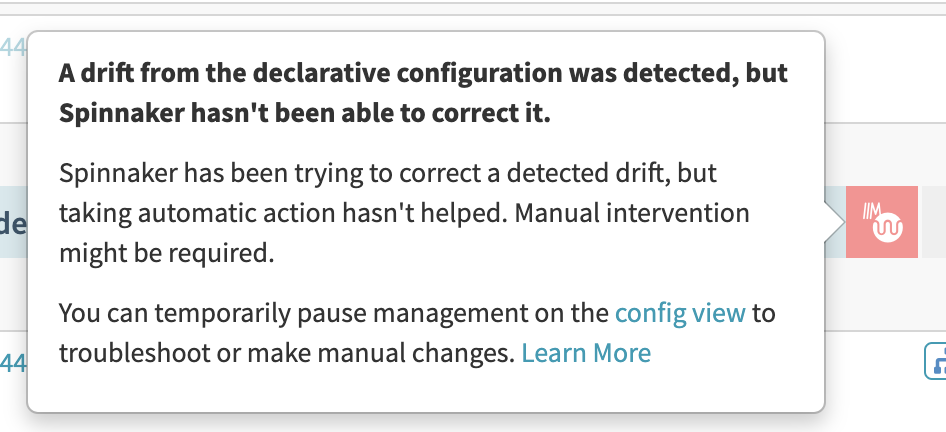 44
A drift from the declarative configuration was detected, but
Spinnaker hasn't been able to correct it.
Spinnaker has been trying to correct a detected drift, but
taking automatic action hasn't helped. Manual intervention
de
might be required.
You can temporarily pause management on the config view to
troubleshoot or make manual changes. Learn More
44